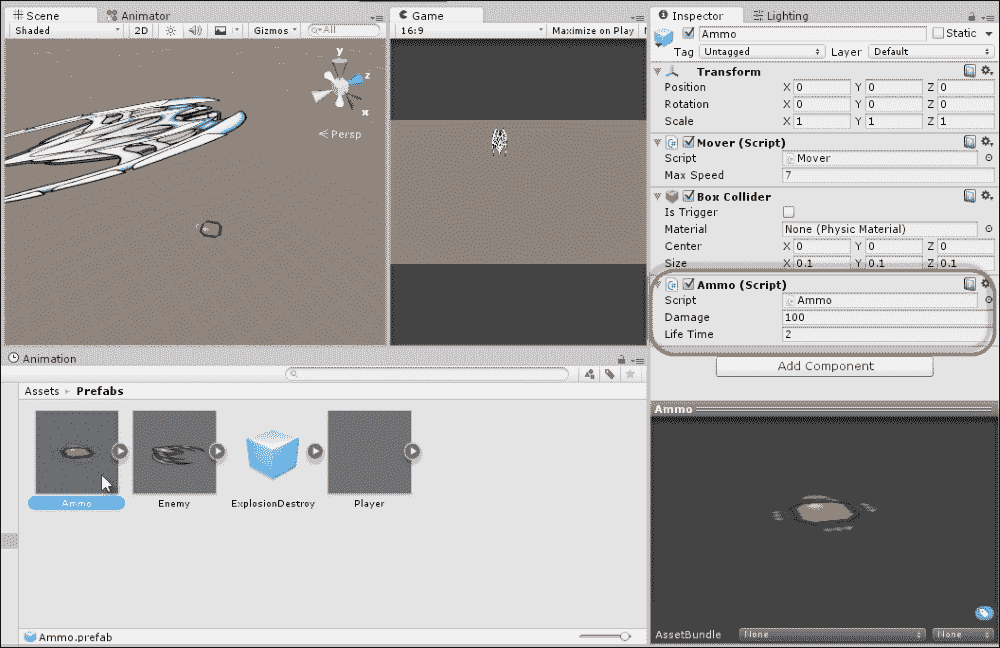 Scene Animator
Shaded 2D Gizmos All
y
z
x
Persp
Game
16:9 Maximize on Play
Inspector Lighting
Ammo Static
Tag Untagged Layer Default
Transform
Position X 0 Y 0 Z 0
Rotation X 0 Y 0 Z 0
Scale X 1 Y 1 Z 1
Mover (Script)
Script Mover
Max Speed 7
Box Collider
Is Trigger
Material None (Physic Material)
Center X 0 Y 0 Z 0
Size X 0.1 Y 0.1 Z 0.1
Ammo (Script)
Script Ammo
Damage 100
Life Time 2
Add Component
Animation
Assets Prefabs
Ammo Enemy ExplosionDestroy Player
Ammo.prefab
Ammo
AssetBundle None None